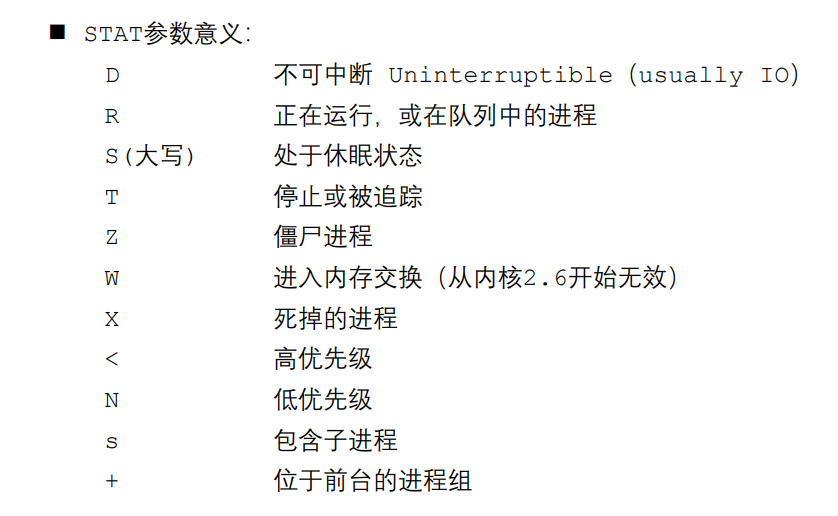 ■ STAT参数意义：
D 不可中断 Uninterruptible（usually IO）
R 正在运行，或在队列中的进程
S(大写) 处于休眠状态
T 停止或被追踪
Z 僵尸进程
W 进入内存交换（从内核2.6开始无效）
X 死掉的进程
< 高优先级
N 低优先级
s 包含子进程
+ 位于前台的进程组